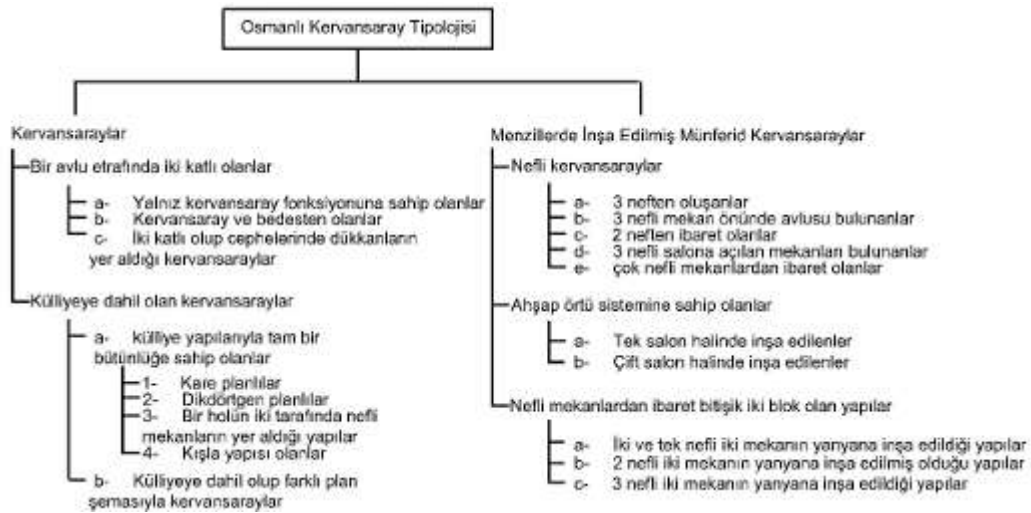 Osmanlı Kervansaray Tipolojisi
Kervansaraylar
Bir avlu etrafında iki katlı olanlar
a- Yalnız kervansaray fonksiyonuna sahip olanlar
b- Kervansaray ve bedesten olanlar
c- İki katlı olup cephelerinde dükkanların
yer aldığı kervansaraylar
Külliyeye dahil olan kervansaraylar
a- külliye yapılarıyla tam bir
bütünlüğe sahip olanlar
1- Kare planlılar
2- Dikdörtgen planlılar
3- Bir holün iki tarafında nefli
mekanların yer aldığı yapılar
4- Kışla yapısı olanlar
b- Külliyeye dahil olup farklı plan
şemasıyla kervansaraylar
Menzillerde İnşa Edilmiş Münferid Kervansaraylar
Nefli kervansaraylar
a- 3 neften oluşanlar
b- 3 nefli mekan önünde avlusu bulunanlar
c- 2 neften ibaret olanlar
d- 3 nefli salona açılan mekanları bulunanlar
e- çok nefli mekanlardan ibaret olanlar
Ahşap örtü sistemine sahip olanlar
a- Tek salon halinde inşa edilenler
b- Çift salon halinde inşa edilenler
Nefli mekanlardan ibaret bitişik iki blok olan yapılar
a- İki ve tek nefli iki mekanın yanyana inşa edildiği yapılar
b- 2 nefli iki mekanın yanyana inşa edilmiş olduğu yapılar
c- 3 nefli iki mekanın yanyana inşa edildiği yapılar